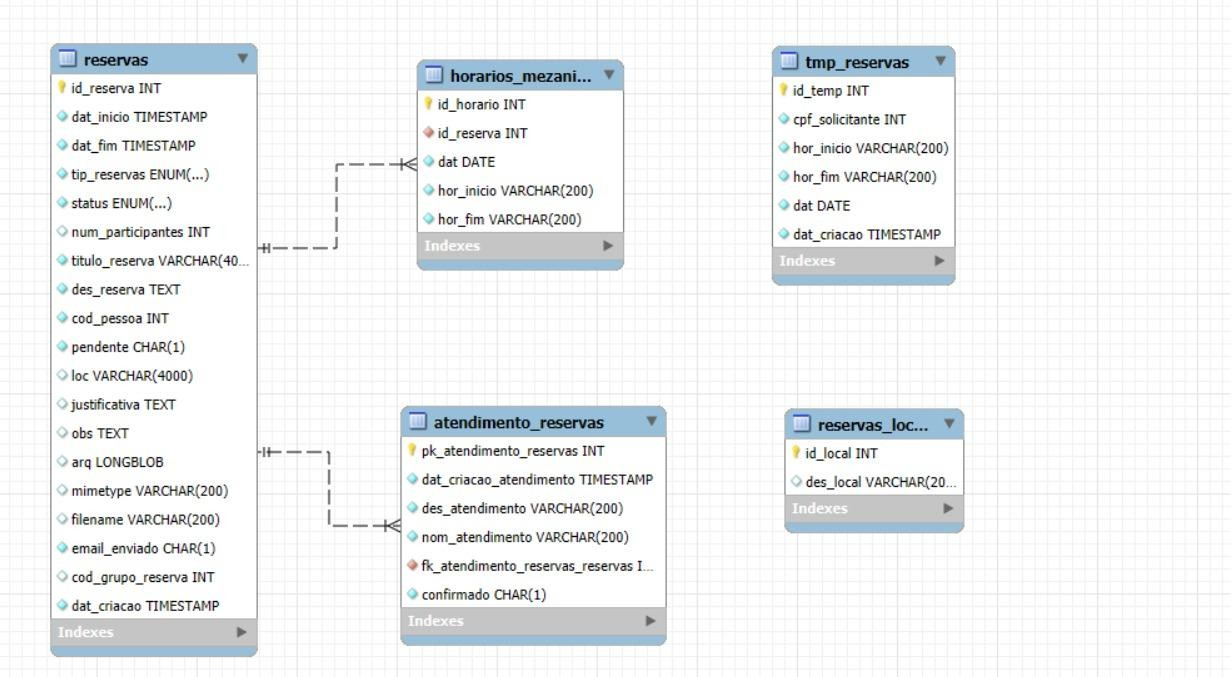 reservas
id_reserva INT
dat_inicio TIMESTAMP
dat_fim TIMESTAMP
tip_reservas ENUM(...)
status ENUM(...)
num_participantes INT
titulo_reserva VARCHAR(40...
des_reserva TEXT
cod_pessoa INT
pendente CHAR(1)
loc VARCHAR(4000)
justificativa TEXT
obs TEXT
arq LONGBLOB
mimetype VARCHAR(200)
filename VARCHAR(200)
email_enviado CHAR(1)
cod_grupo_reserva INT
dat_criacao TIMESTAMP
Indexes
horarios_mezani...
id_horario INT
id_reserva INT
dat DATE
hor_inicio VARCHAR(200)
hor_fim VARCHAR(200)
Indexes
tmp_reservas
id_temp INT
cpf_solicitante INT
hor_inicio VARCHAR(200)
hor_fim VARCHAR(200)
dat DATE
dat_criacao TIMESTAMP
Indexes
atendimento_reservas
pk_atendimento_reservas INT
dat_criacao_atendimento TIMESTAMP
des_atendimento VARCHAR(200)
nom_atendimento VARCHAR(200)
fk_atendimento_reservas_reservas I...
confirmado CHAR(1)
Indexes
reservas_loc...
id_local INT
des_local VARCHAR(20...
Indexes